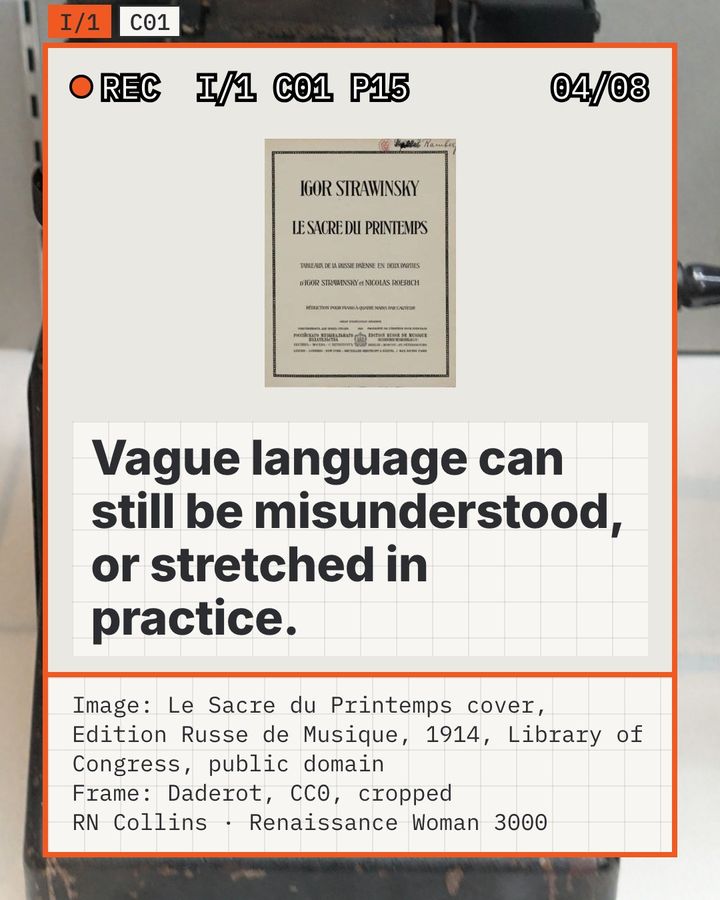 I/1 C01
REC I/1 C01 P15 04/08
IGOR STRAWINSKY
LE SACRE DU PRINTEMPS
TABLEAUX DE LA RUSSIE PAÏENNE EN DEUX PARTIES
D'IGOR STRAWINSKY et NICOLAS ROERICH
RÉDUCTION POUR PIANO À QUATRE MAINS PAR L'AUTEUR
Vague language can
still be misunderstood,
or stretched in
practice.
Image: Le Sacre du Printemps cover,
Edition Russe de Musique, 1914, Library of
Congress, public domain
Frame: Daderot, CC0, cropped
RN Collins · Renaissance Woman 3000